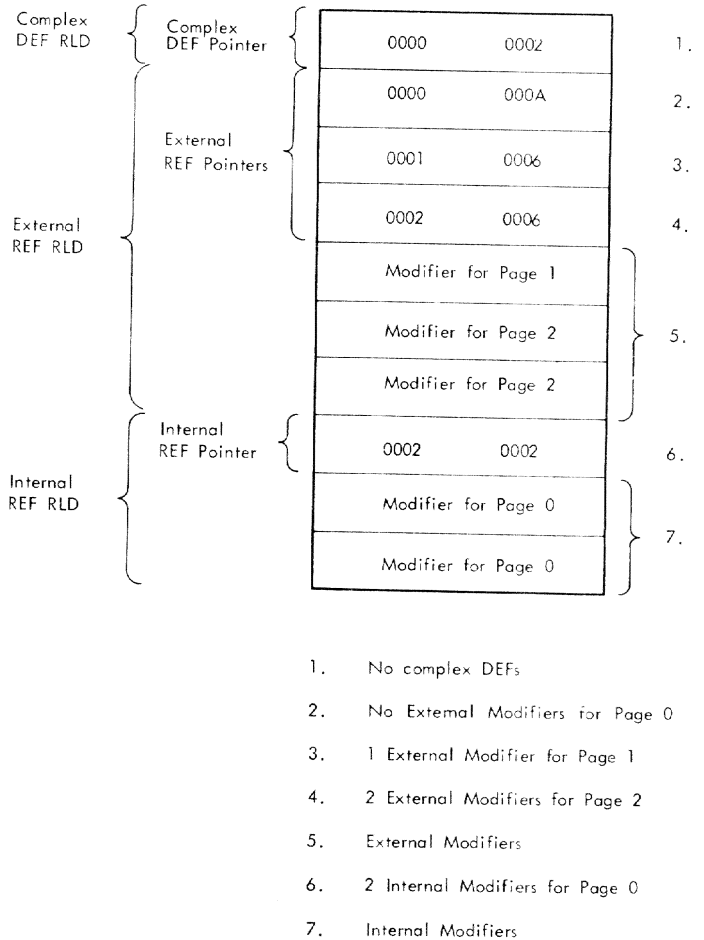 Complex
DEF RLD
Complex
DEF Pointer
0000 0002 1.
0000 000A 2.
External
REF Pointers
0001 0006 3.
0002 0006 4.
External
REF RLD
Modifier for Page 1
Modifier for Page 2 5.
Modifier for Page 2
Internal
REF Pointer
0002 0002 6.
Internal
REF RLD
Modifier for Page 0
7.
Modifier for Page 0
1. No complex DEFs
2. No External Modifiers for Page 0
3. 1 External Modifier for Page 1
4. 2 External Modifiers for Page 2
5. External Modifiers
6. 2 Internal Modifiers for Page 0
7. Internal Modifiers